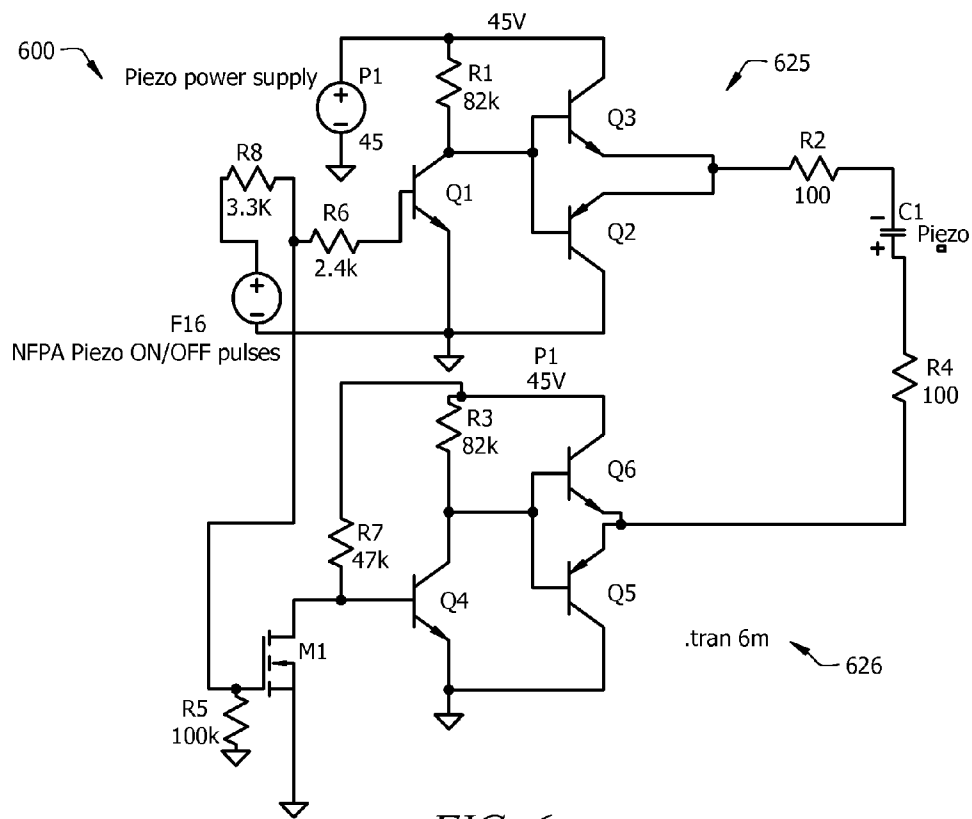 600
Piezo power supply
P1
45
45V
R1
82k
Q3
625
R2
100
R8
3.3K
R6
2.4k
Q1
Q2
C1
Piezo
F16
NFPA Piezo ON/OFF pulses
P1
45V
R4
100
R3
82k
Q6
R7
47k
Q4
Q5
M1
.tran 6m
626
R5
100k